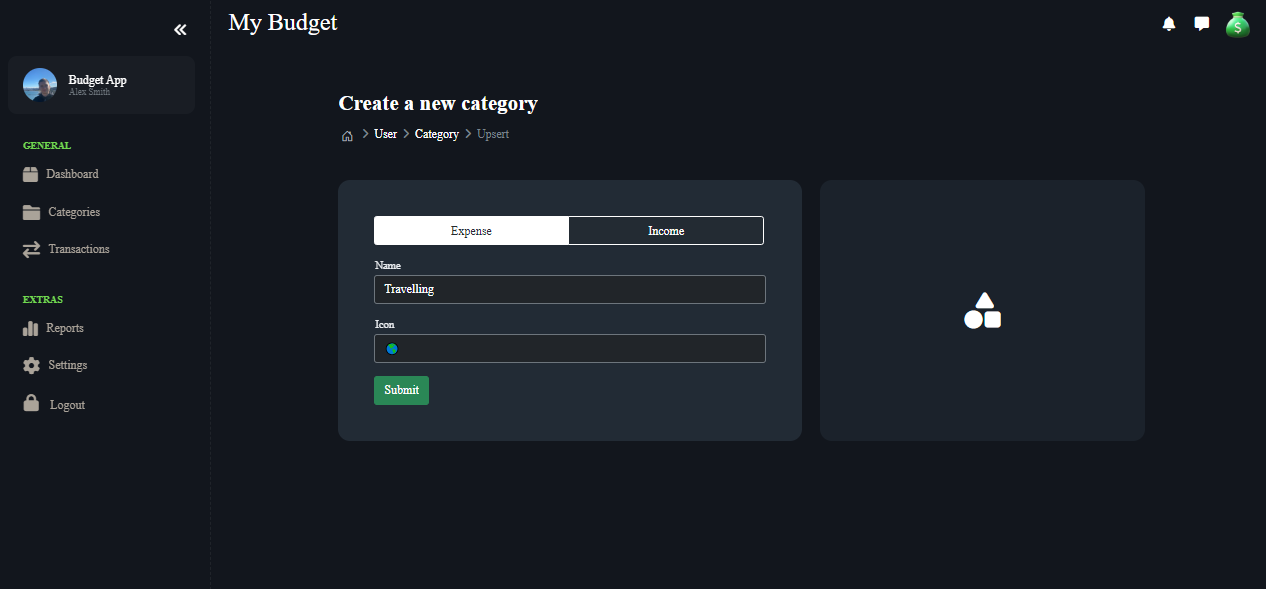 My Budget
Budget App
Alex Smith
GENERAL
Dashboard
Categories
Transactions
EXTRAS
Reports
Settings
Logout
Create a new category
User
Category
Upsert
Expense
Income
Name
Travelling
Icon
Submit